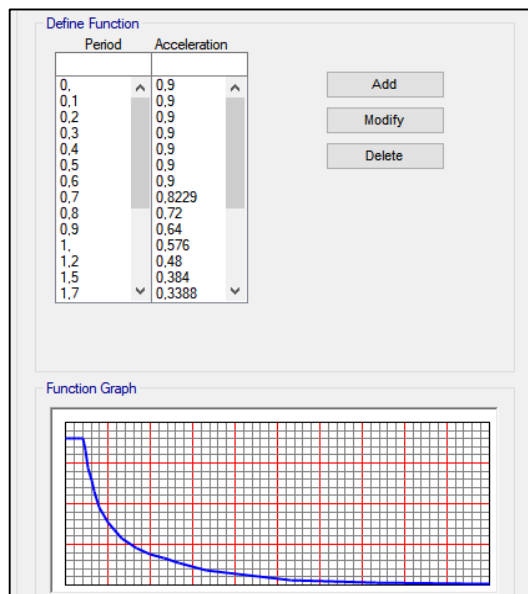 Define Function
Period Acceleration
0, 0,9
0,1 0,9
0,2 0,9
0,3 0,9
0,4 0,9
0,5 0,9
0,6 0,9
0,7 0,8229
0,8 0,72
0,9 0,64
1, 0,576
1,2 0,48
1,5 0,384
1,7 0,3388
Add
Modify
Delete
Function Graph